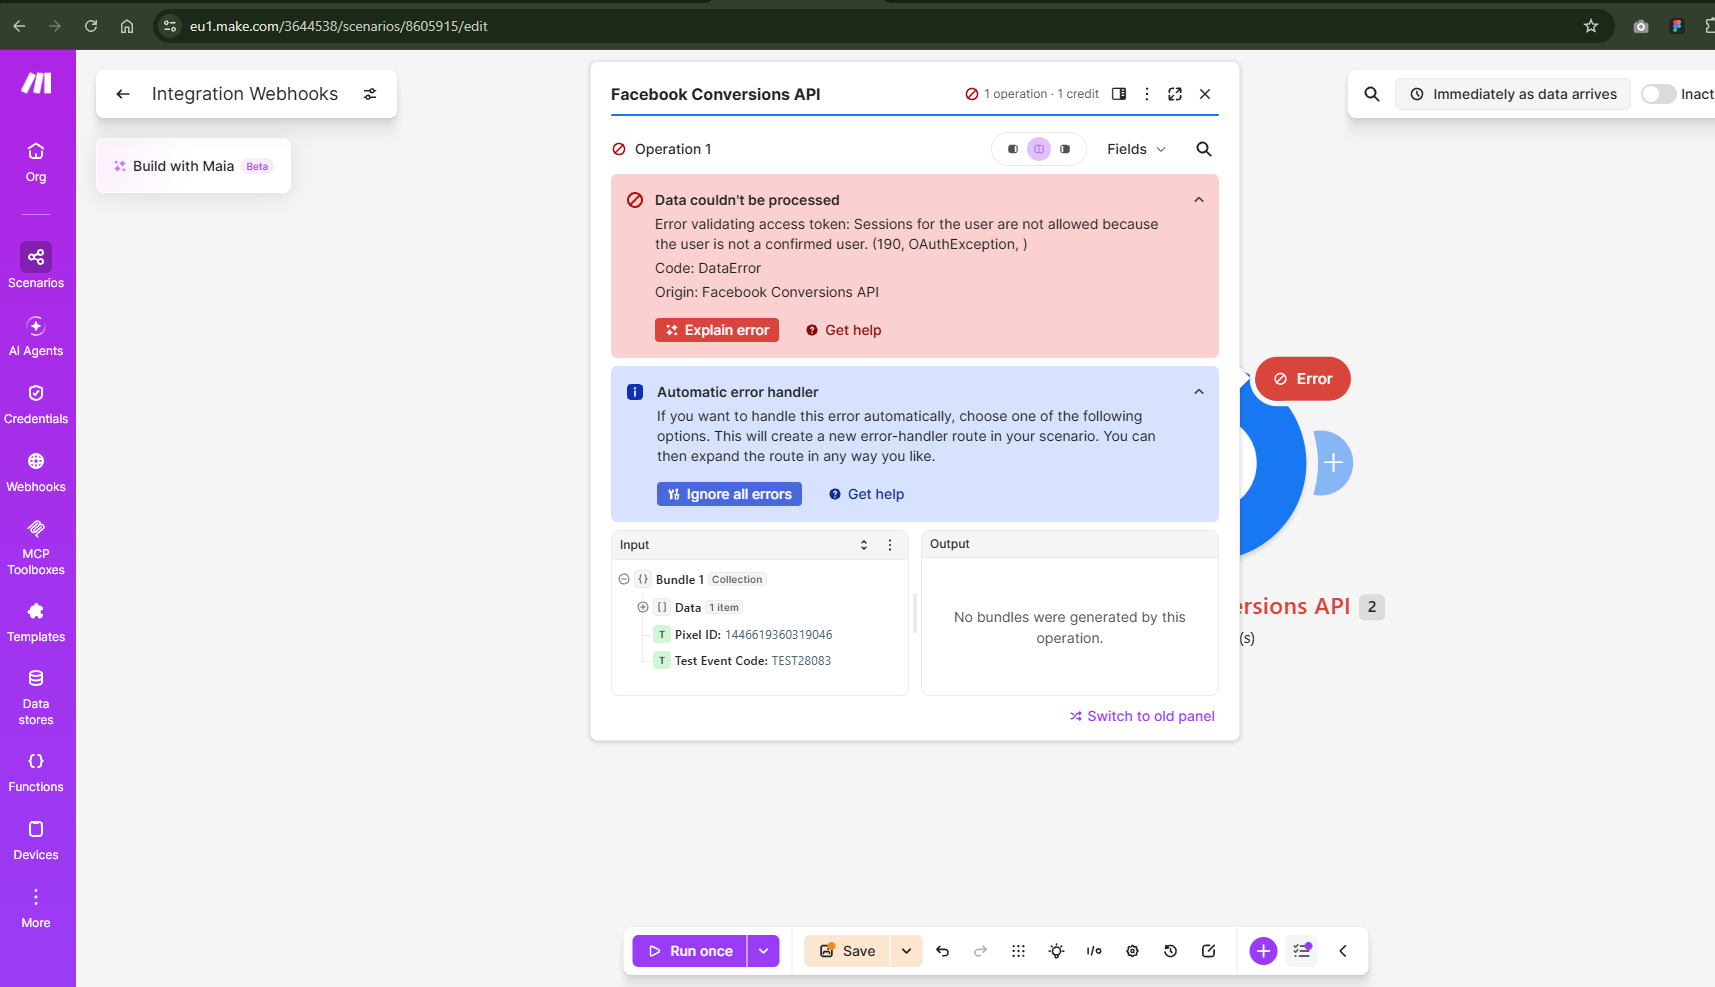 eu1.make.com/3644538/scenarios/8605915/edit
Integration Webhooks
Build with Maia Beta
Org
Scenarios
AI Agents
Credentials
Webhooks
MCP
Toolboxes
Templates
Data
stores
Functions
Devices
More
Facebook Conversions API
1 operation · 1 credit
Operation 1
Fields
Data couldn't be processed
Error validating access token: Sessions for the user are not allowed because
the user is not a confirmed user. (190, OAuthException, )
Code: DataError
Origin: Facebook Conversions API
Explain error
Get help
Automatic error handler
If you want to handle this error automatically, choose one of the following
options. This will create a new error-handler route in your scenario. You can
then expand the route in any way you like.
Ignore all errors
Get help
Input
Bundle 1 Collection
Data 1 item
T Pixel ID: 1446619360319046
T Test Event Code: TEST28083
Output
No bundles were generated by this
operation.
Switch to old panel
Immediately as data arrives
Inact
Error
ersions API 2
(s)
Run once
Save